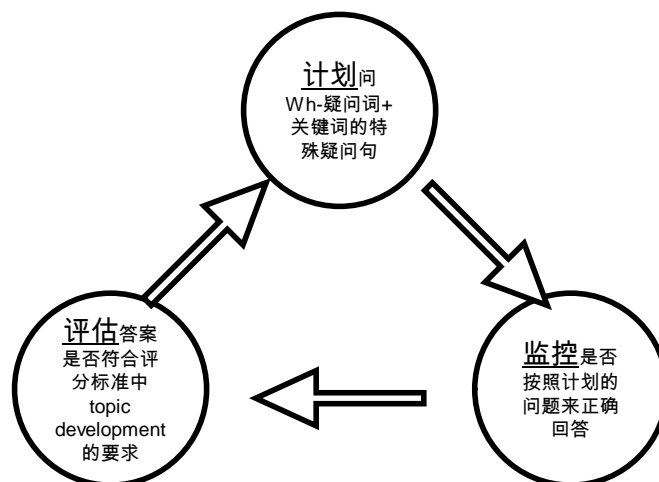 计划问
Wh-疑问词+
关键词的特
殊疑问句
评估答案
是否符合评
分标准中
topic
development
的要求
监控是否
按照计划的
问题来正确
回答